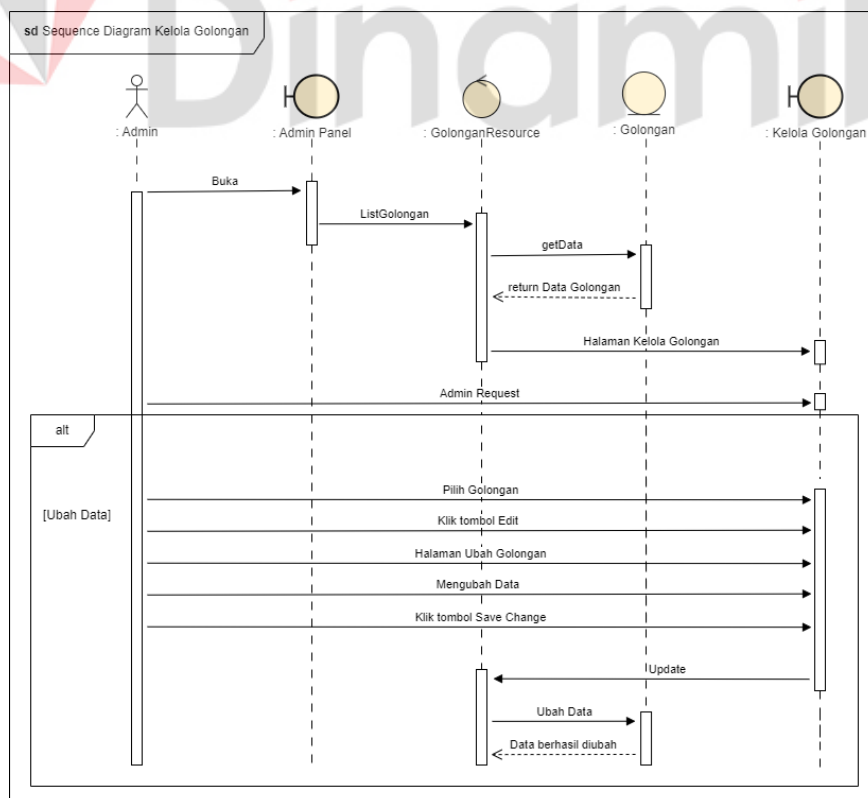 Dinamik
sd Sequence Diagram Kelola Golongan
: Admin
: Admin Panel
: GolonganResource
: Golongan
: Kelola Golongan
Buka
ListGolongan
getData
return Data Golongan
Halaman Kelola Golongan
Admin Request
alt
Pilih Golongan
[Ubah Data]
Klik tombol Edit
Halaman Ubah Golongan
Mengubah Data
Klik tombol Save Change
Update
Ubah Data
Data berhasil diubah